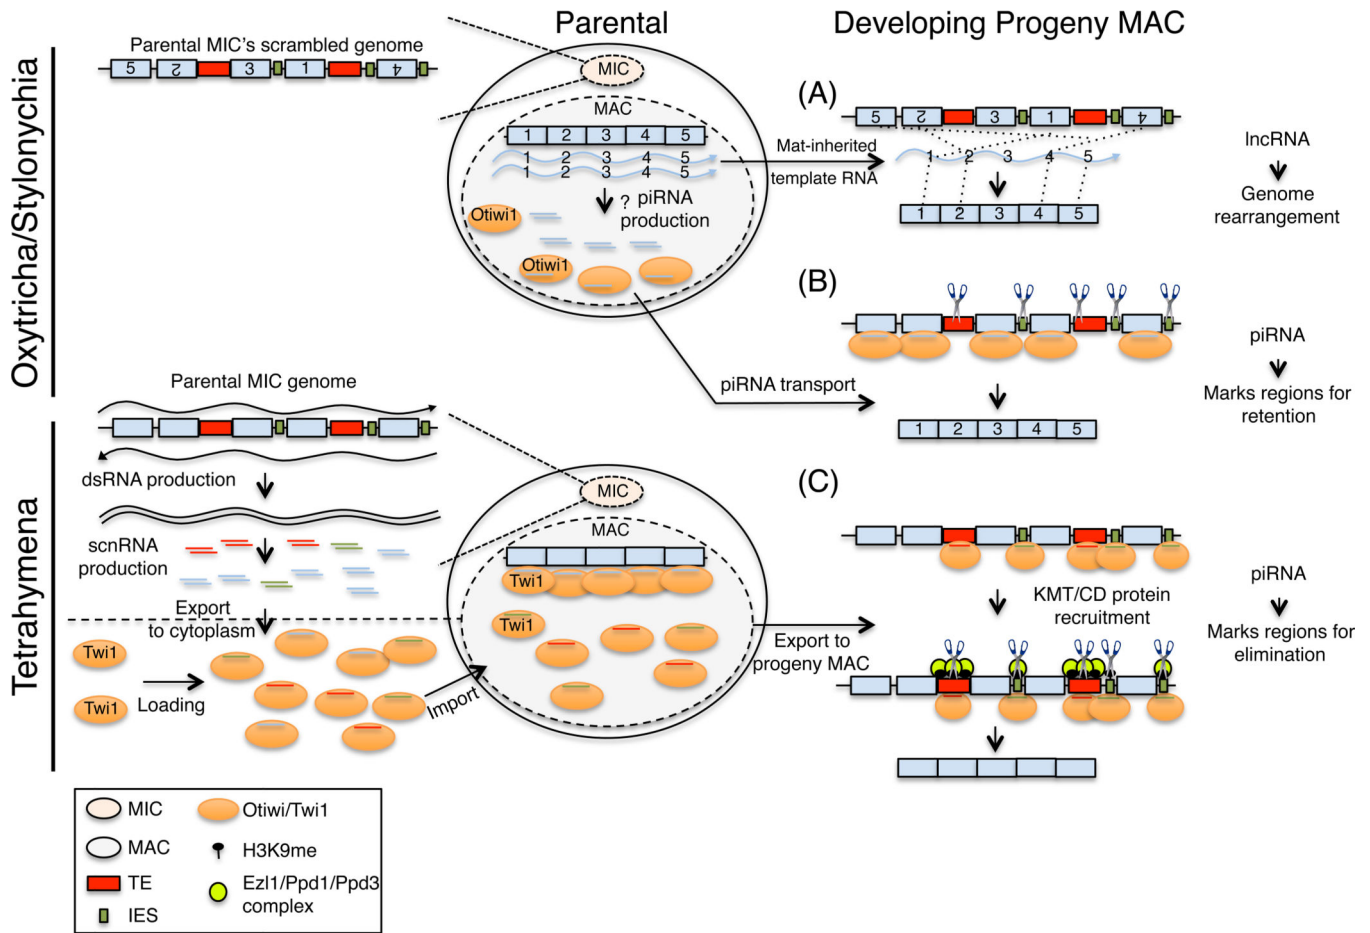 Parental
Developing Progeny MAC
Oxytricha/Stylonychia
Parental MIC's scrambled genome
5 2 3 1 4
MIC
MAC
1 2 3 4 5
1 2 3 4 5
1 2 3 4 5
? piRNA
production
Otiwi1
Otiwi1
Mat-inherited
template RNA
(A)
5 2 3 1 4
1 2 3 4 5
1 2 3 4 5
lncRNA
Genome
rearrangement
(B)
piRNA transport
1 2 3 4 5
piRNA
Marks regions for
retention
Tetrahymena
Parental MIC genome
dsRNA production
scnRNA
production
Export
to cytoplasm
Twi1
Twi1
Loading
Import
MIC
MAC
Twi1
Twi1
Export to
progeny MAC
(C)
KMT/CD protein
recruitment
piRNA
Marks regions for
elimination
MIC
MAC
TE
IES
Otiwi/Twi1
H3K9me
Ezl1/Ppd1/Ppd3
complex